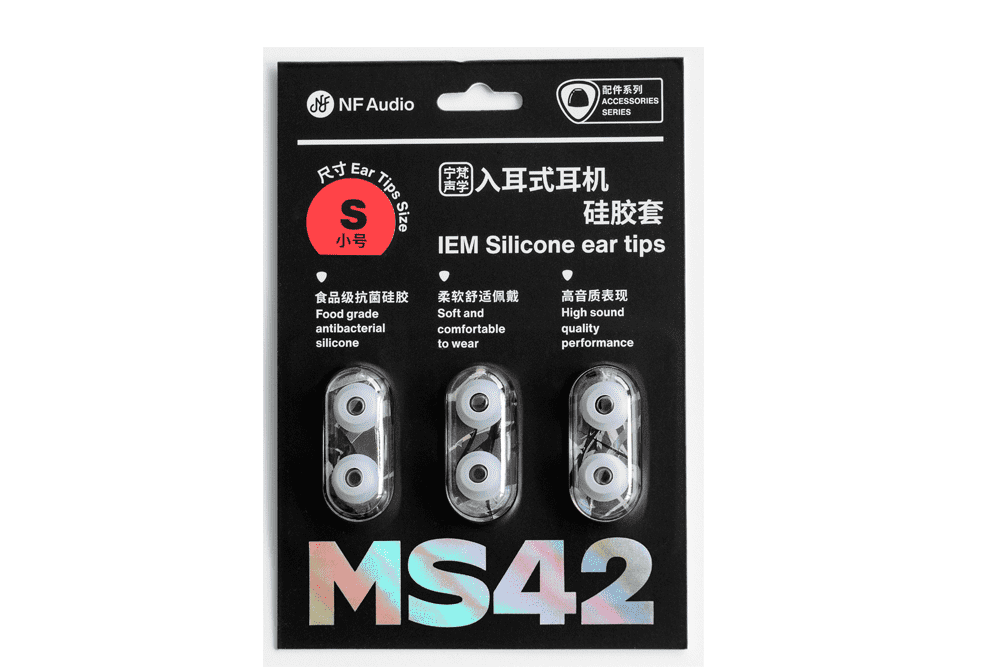 NF Audio
配件系列
ACCESSORIES
SERIES
尺寸 Ear Tips Size
S
小号
宁梵
声学
入耳式耳机
硅胶套
IEM Silicone ear tips
食品级抗菌硅胶
Food grade
antibacterial
silicone
柔软舒适佩戴
Soft and
comfortable
to wear
高音质表现
High sound
quality
performance
MS42